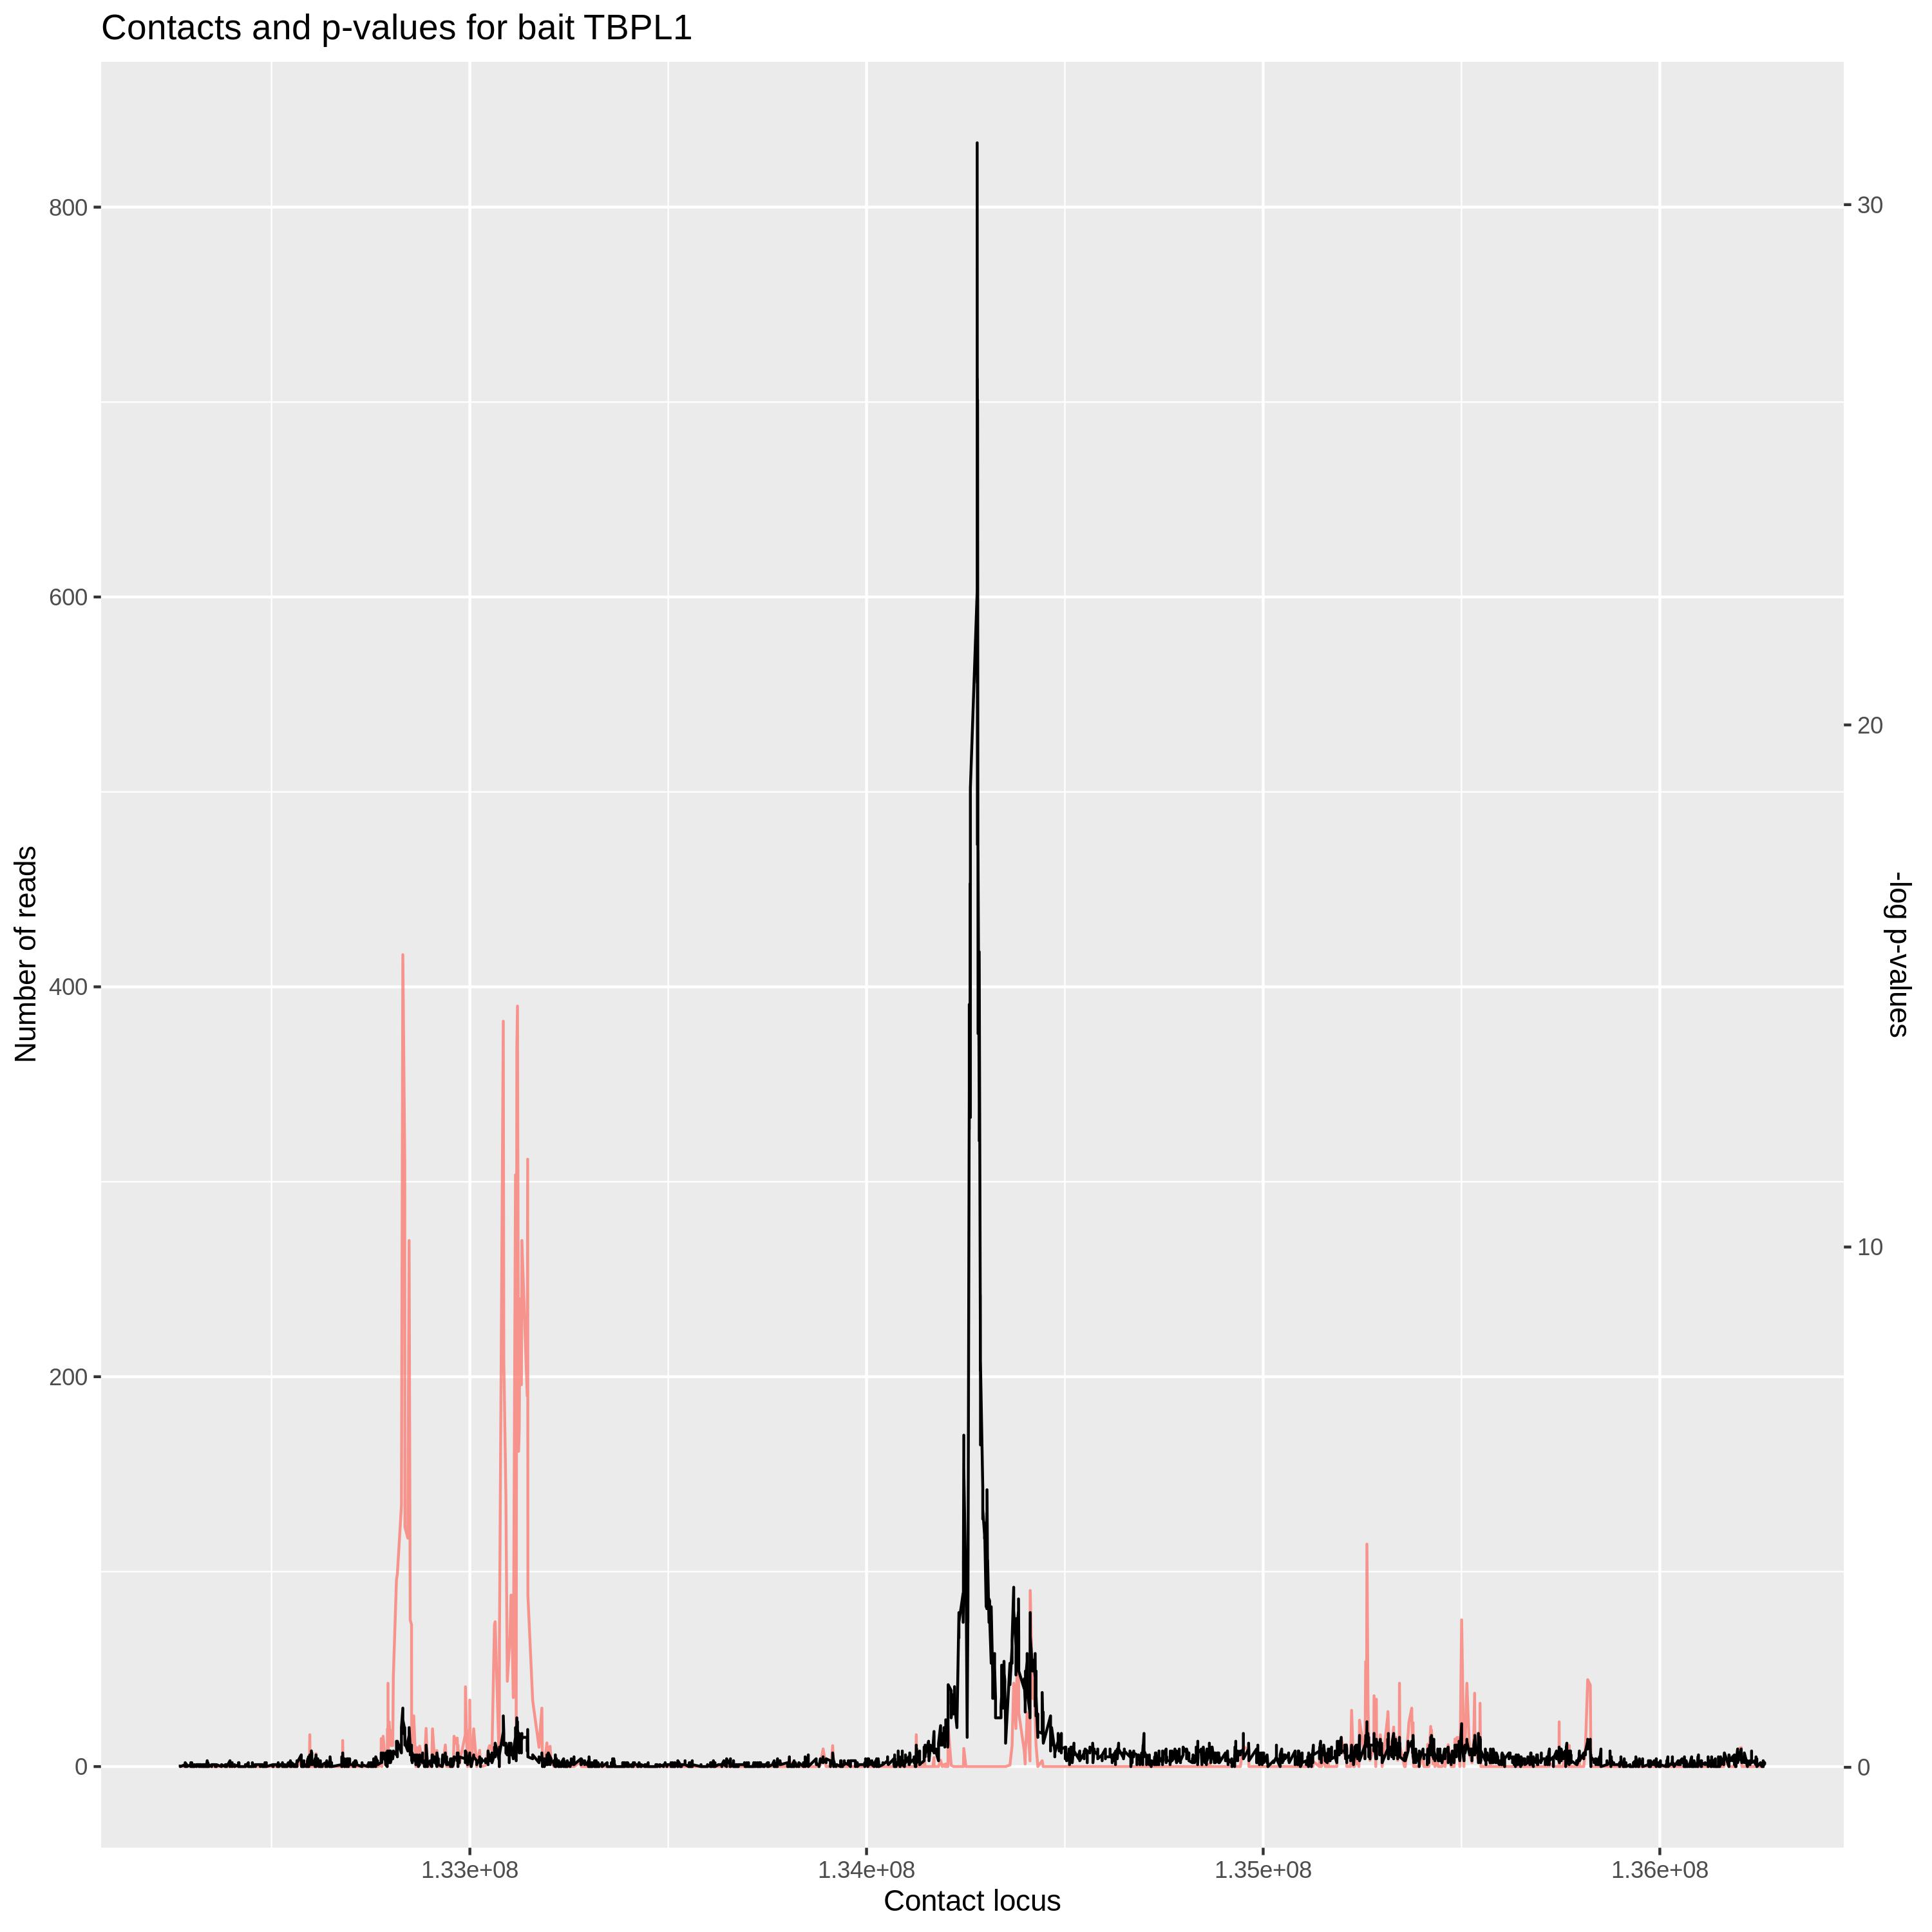 Contacts and p-values for bait TBPL1
800
600
400
200
0
Number of reads
30
20
10
0
-log p-values
1.33e+08
1.34e+08
1.35e+08
1.36e+08
Contact locus